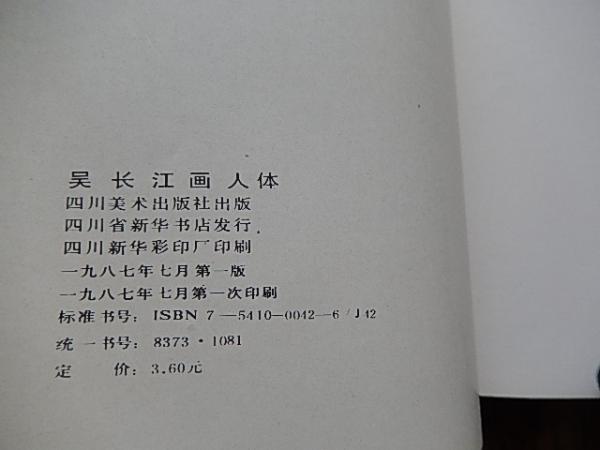 吴长江画人体
四川美术出版社出版
四川省新华书店发行
四川新华彩印厂印刷
一九八七年七月第一版
一九八七年七月第一次印刷
标准书号：ISBN 7—5410—0042—6/J42
统一书号：8373·1081
定 价：3.60元